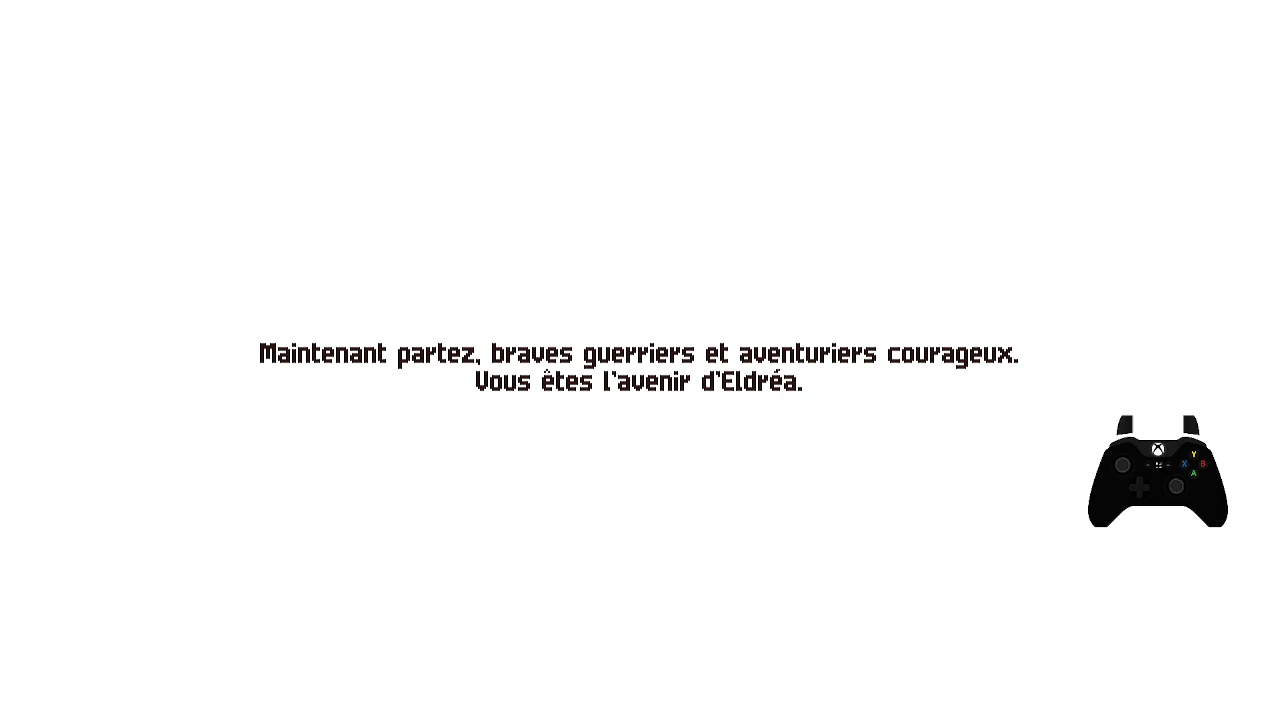 Maintenant partez, braves guerriers et aventuriers courageux.
Vous êtes l'avenir d'Eldréa.
Y
X B
A